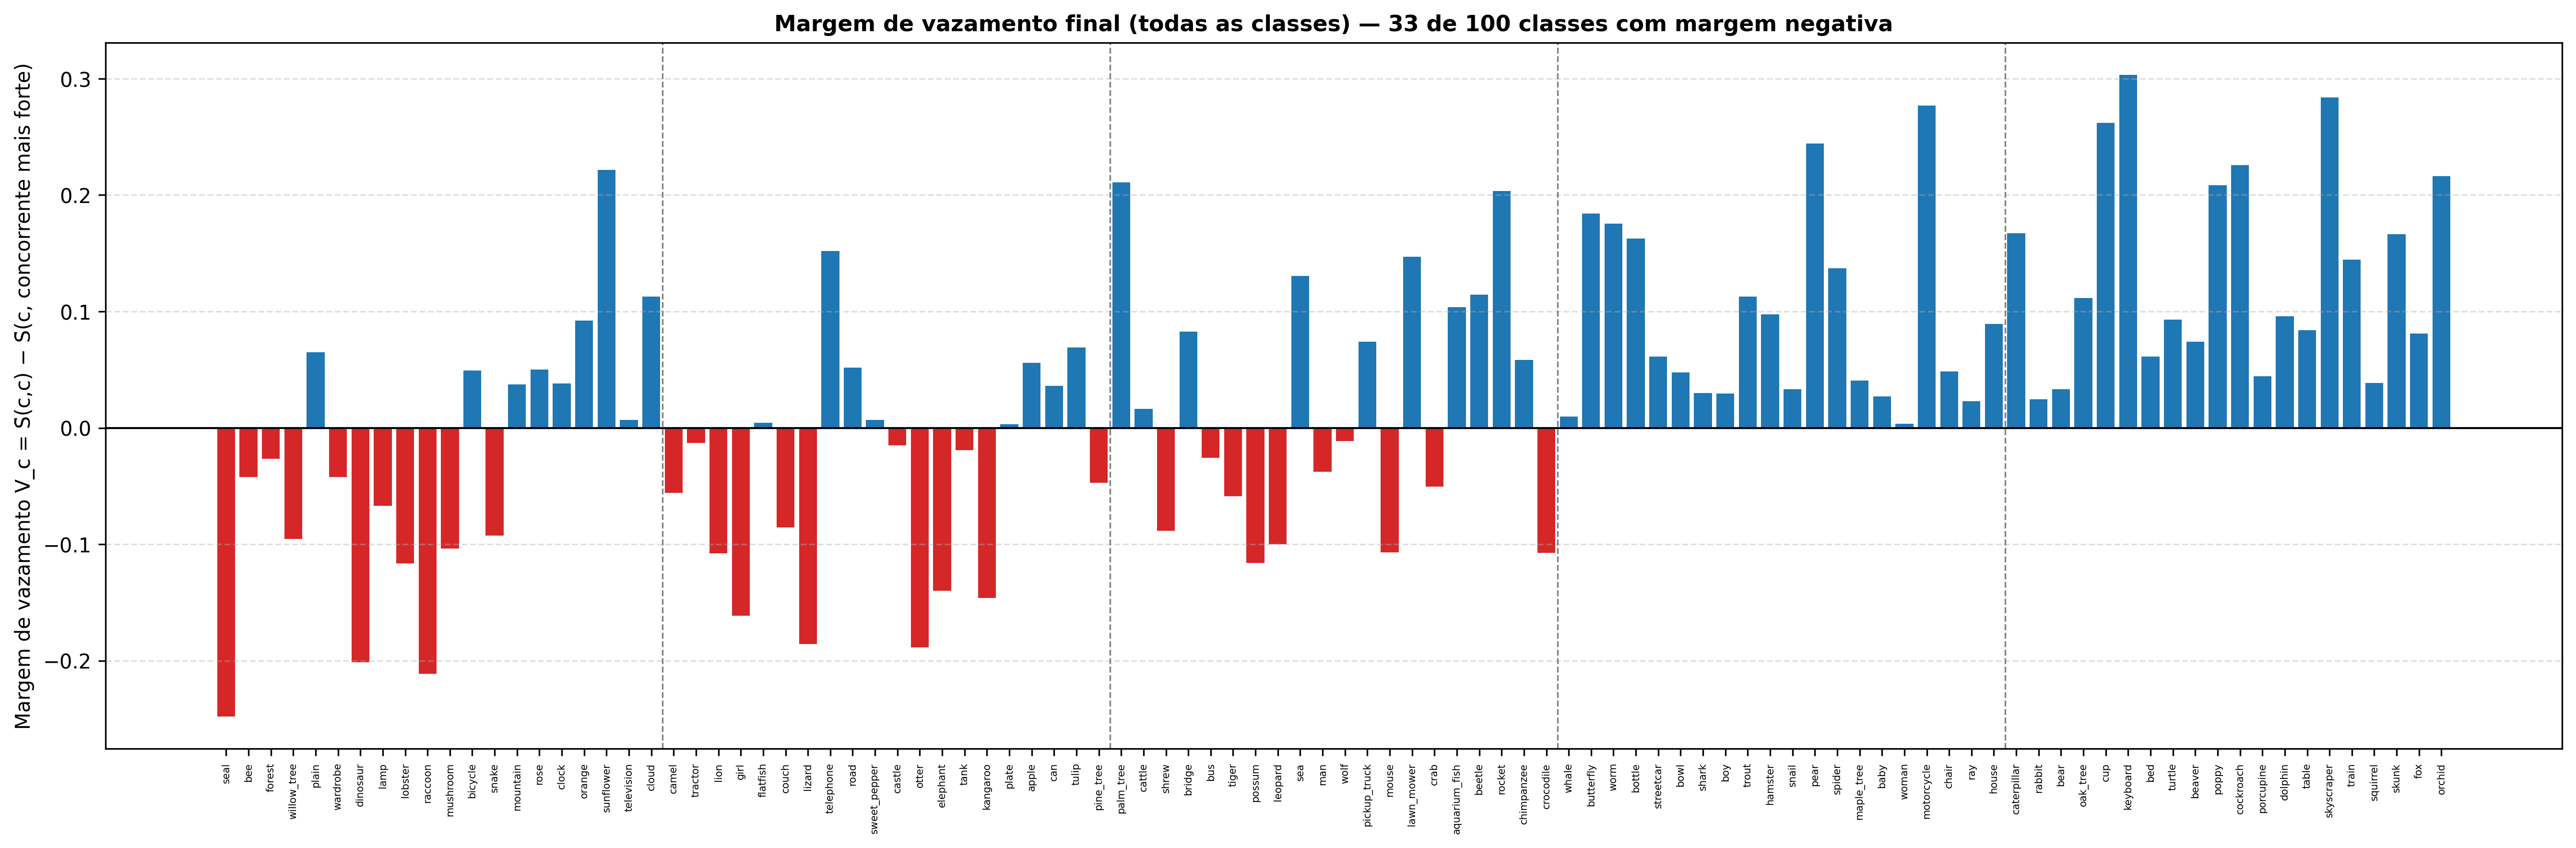 Margem de vazamento final (todas as classes) — 33 de 100 classes com margem negativa
Margem de vazamento V_c = S(c,c) − S(c, concorrente mais forte)
0.3
0.2
0.1
0.0
−0.1
−0.2
seal
bee
forest
willow_tree
plain
wardrobe
dinosaur
lamp
lobster
raccoon
mushroom
bicycle
snake
mountain
rose
clock
orange
sunflower
television
cloud
camel
tractor
lion
girl
flatfish
couch
lizard
telephone
road
sweet_pepper
castle
otter
elephant
tank
kangaroo
plate
apple
can
tulip
pine_tree
palm_tree
cattle
shrew
bridge
bus
tiger
possum
leopard
sea
man
wolf
pickup_truck
mouse
lawn_mower
crab
aquarium_fish
beetle
rocket
chimpanzee
crocodile
whale
butterfly
worm
bottle
streetcar
bowl
shark
boy
trout
hamster
snail
pear
spider
maple_tree
baby
woman
motorcycle
chair
ray
house
caterpillar
rabbit
bear
oak_tree
cup
keyboard
bed
turtle
beaver
poppy
cockroach
porcupine
dolphin
table
skyscraper
train
squirrel
skunk
fox
orchid